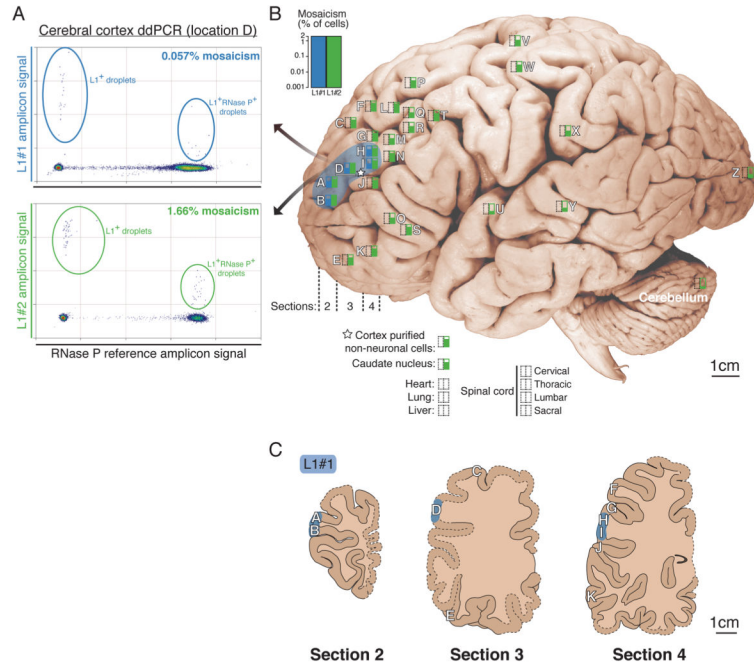 A
Cerebral cortex ddPCR (location D)
L1#1 amplicon signal
0.057% mosaicism
L1+ droplets
L1+RNase P+
droplets
L1#2 amplicon signal
1.66% mosaicism
L1+ droplets
L1+RNase P+
droplets
RNase P reference amplicon signal
B
Mosaicism
(% of cells)
2
1
0.1
0.01
0.001
L1#1
L1#2
V
W
P
F
L
Q
T
C
R
G
M
X
H
N
D
I
Z
A
J
B
O
U
Y
S
K
E
Cerebellum
Sections:
2
3
4
Cortex purified
non-neuronal cells:
Caudate nucleus:
Heart:
Lung:
Liver:
Spinal cord
Cervical
Thoracic
Lumbar
Sacral
1cm
C
L1#1
A
B
Section 2
C
D
E
Section 3
F
G
H
J
K
Section 4
1cm